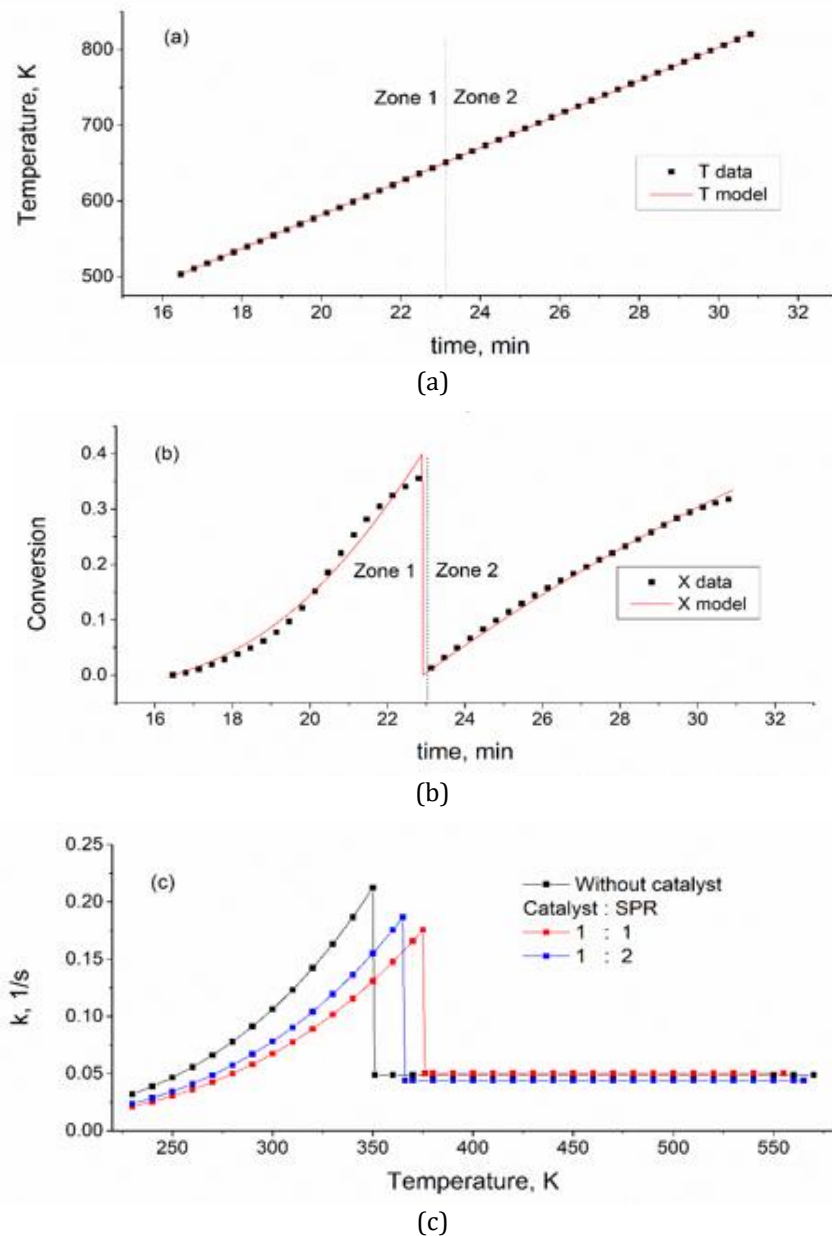 (a)
800
700
600
500
Temperature, K
Zone 1 Zone 2
T data
T model
16 18 20 22 24 26 28 30 32
time, min
(a)
(b)
0.4
0.3
0.2
0.1
0.0
Conversion
Zone 1 Zone 2
X data
X model
16 18 20 22 24 26 28 30 32
time, min
(b)
(c)
0.25
0.20
0.15
0.10
0.05
0.00
k, 1/s
Without catalyst
Catalyst : SPR
1 : 1
1 : 2
250 300 350 400 450 500 550
Temperature, K
(c)